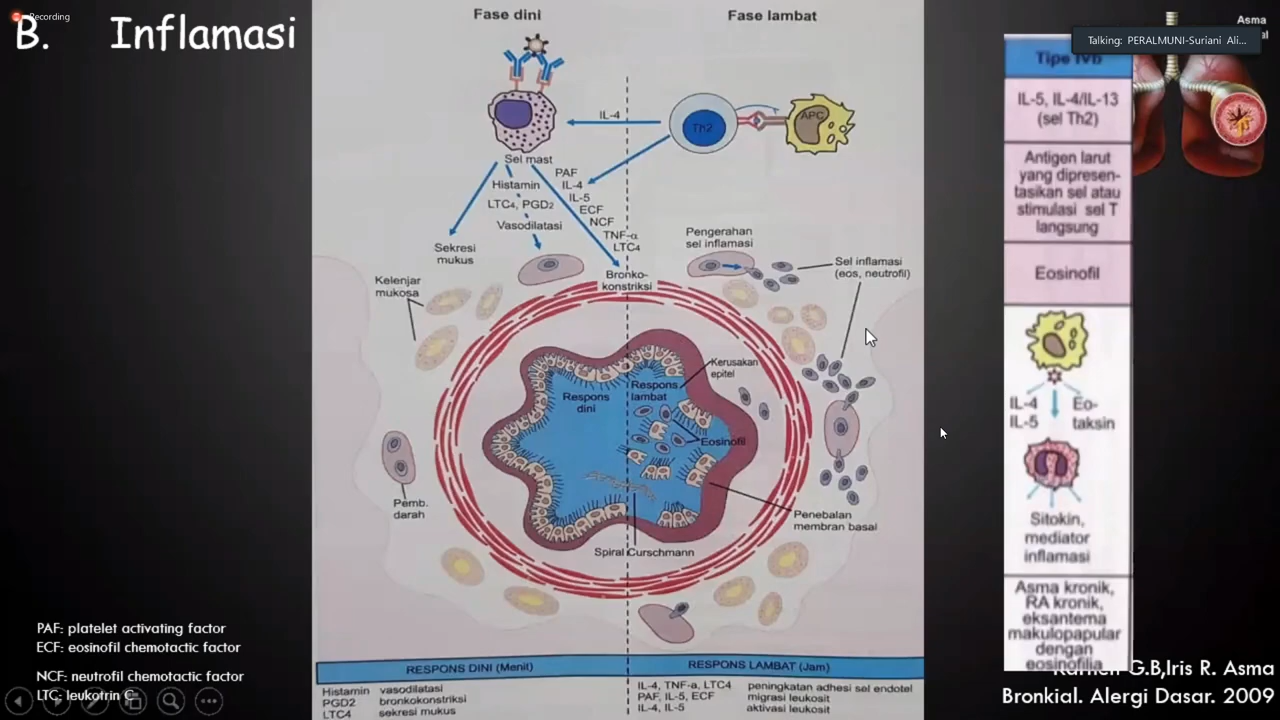 Recording
B. Inflamasi
Fase dini
Fase lambat
IL-4
Th2
APC
Sel mast
Histamin
LTC4, PGD2
Vasodilatasi
PAF
IL-4
IL-5
ECF
NCF
TNF-α
LTC4
Sekresi
mukus
Bronko-
konstriksi
Pengerahan
sel inflamasi
Sel inflamasi
(eos, neutrofil)
Kelenjar
mukosa
Kerusakan
epitel
Respons
dini
Respons
lambat
Eosinofil
Pemb.
darah
Penebalan
membran basal
Spiral Curschmann
RESPONS DINI (Menit)
RESPONS LAMBAT (Jam)
Histamin vasodilatasi
PGD2 bronkokonstriksi
LTC4 sekresi mukus
IL-4, TNF-a, LTC4 peningkatan adhesi sel endotel
PAF, IL-5, ECF migrasi leukosit
IL-4, IL-5 aktivasi leukosit
PAF: platelet activating factor
ECF: eosinofil chemotactic factor
NCF: neutrofil chemotactic factor
LTC: leukotrin C
Asma
Talking: PERALMUNI-Suriani Ali...
Tipe IVb
IL-5, IL-4/IL-13
(sel Th2)
Antigen larut
yang dipresen-
tasikan sel atau
stimulasi sel T
langsung
Eosinofil
IL-4
IL-5
Eo-
taksin
Sitokin,
mediator
inflamasi
Asma kronik,
RA kronik,
eksantema
makulopapular
dengan
eosinofilia
G.B,Iris R. Asma
Bronkial. Alergi Dasar. 2009